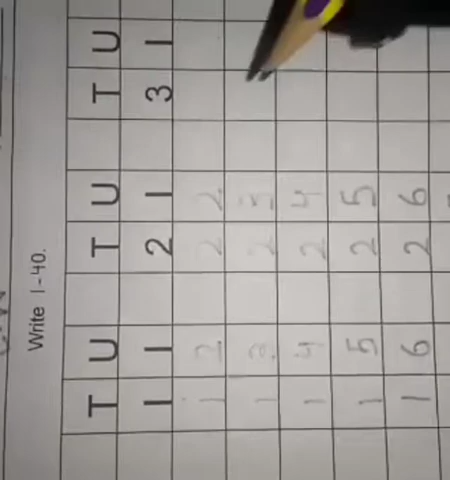 Write 1-40.
T U T U T U
1 1 2 1 3 1
1 2 2 2
1 3 2 3
1 4 2 4
1 5 2 5
1 6 2 6